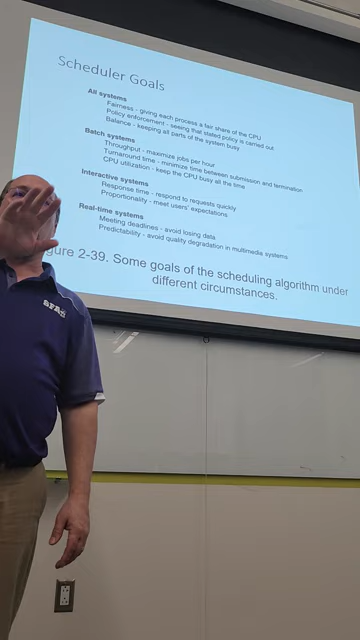 Scheduler Goals
All systems
Fairness - giving each process a fair share of the CPU
Policy enforcement - seeing that stated policy is carried out
Balance - keeping all parts of the system busy
Batch systems
Throughput - maximize jobs per hour
Turnaround time - minimize time between submission and termination
CPU utilization - keep the CPU busy all the time
Interactive systems
Response time - respond to requests quickly
Proportionality - meet users' expectations
Real-time systems
Meeting deadlines - avoid losing data
Predictability - avoid quality degradation in multimedia systems
gure 2-39. Some goals of the scheduling algorithm under
different circumstances.
SFA